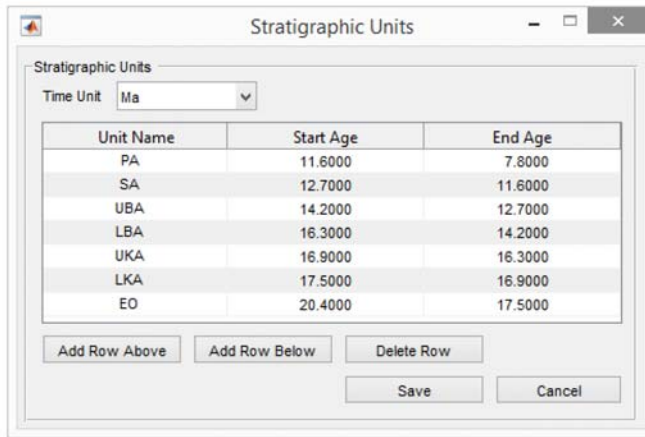 Stratigraphic Units
Stratigraphic Units
Time Unit Ma
Unit Name Start Age End Age
PA 11.6000 7.8000
SA 12.7000 11.6000
UBA 14.2000 12.7000
LBA 16.3000 14.2000
UKA 16.9000 16.3000
LKA 17.5000 16.9000
EO 20.4000 17.5000
Add Row Above Add Row Below Delete Row
Save Cancel